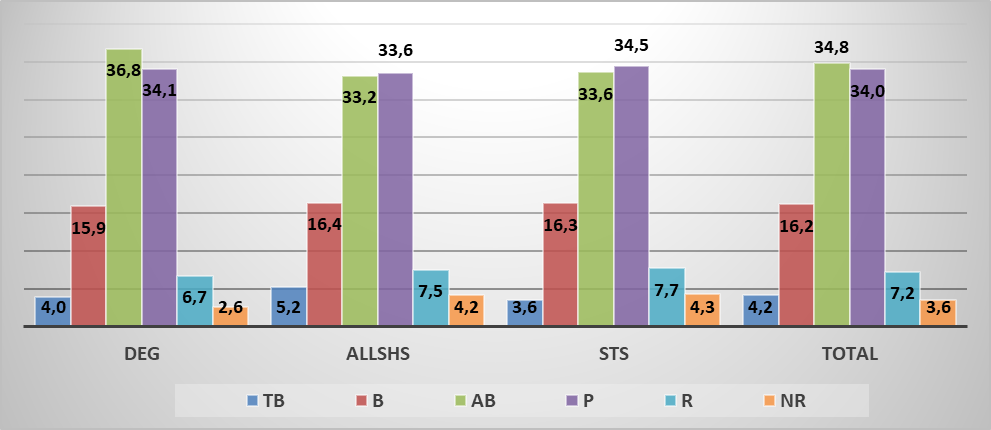 33,6
34,5
34,8
36,8 34,1 33,2 33,6 34,0
15,9 16,4 16,3 16,2
4,0 6,7 2,6 5,2 7,5 4,2 3,6 7,7 4,3 4,2 7,2 3,6
DEG ALLSHS STS TOTAL
TB B AB P R NR